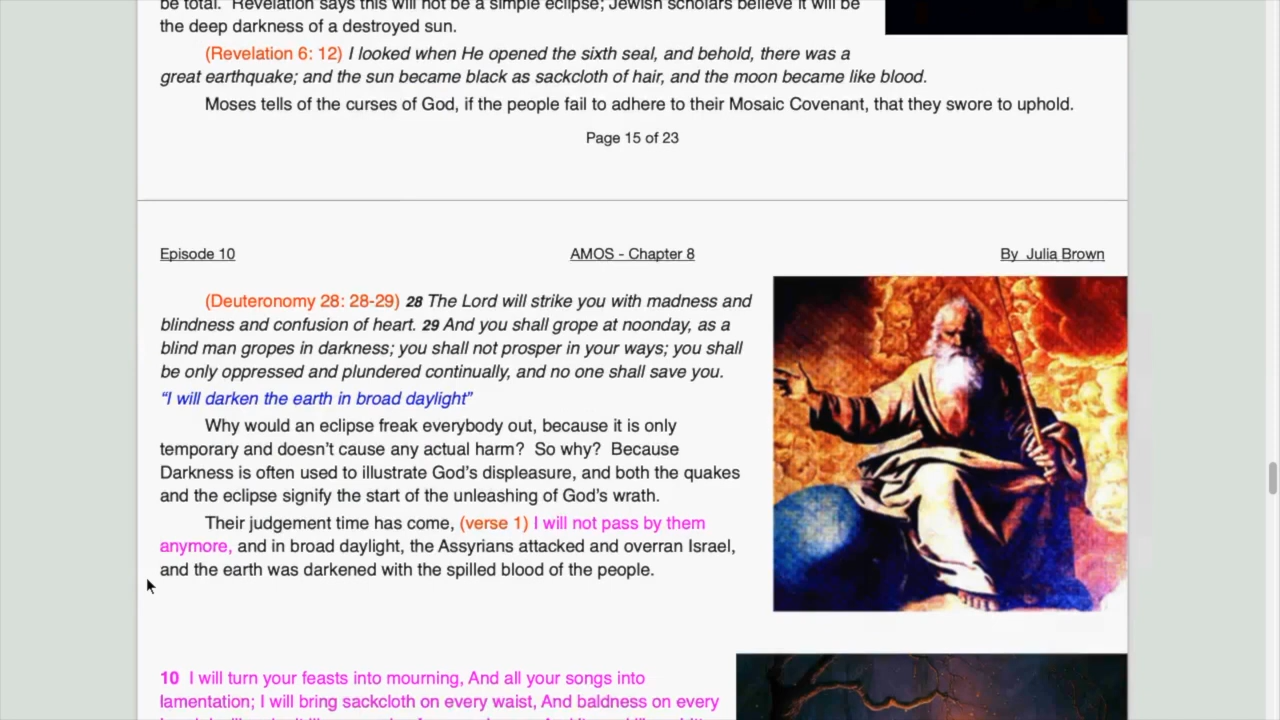 be total. Revelation says this will not be a simple eclipse; Jewish scholars believe it will be
the deep darkness of a destroyed sun.
(Revelation 6: 12) I looked when He opened the sixth seal, and behold, there was a
great earthquake; and the sun became black as sackcloth of hair, and the moon became like blood.
Moses tells of the curses of God, if the people fail to adhere to their Mosaic Covenant, that they swore to uphold.
Page 15 of 23
Episode 10 AMOS - Chapter 8 By Julia Brown
(Deuteronomy 28: 28-29) 28 The Lord will strike you with madness and
blindness and confusion of heart. 29 And you shall grope at noonday, as a
blind man gropes in darkness; you shall not prosper in your ways; you shall
be only oppressed and plundered continually, and no one shall save you.
“I will darken the earth in broad daylight”
Why would an eclipse freak everybody out, because it is only
temporary and doesn’t cause any actual harm? So why? Because
Darkness is often used to illustrate God’s displeasure, and both the quakes
and the eclipse signify the start of the unleashing of God’s wrath.
Their judgement time has come, (verse 1) I will not pass by them
anymore, and in broad daylight, the Assyrians attacked and overran Israel,
and the earth was darkened with the spilled blood of the people.
10 I will turn your feasts into mourning, And all your songs into
lamentation; I will bring sackcloth on every waist, And baldness on every